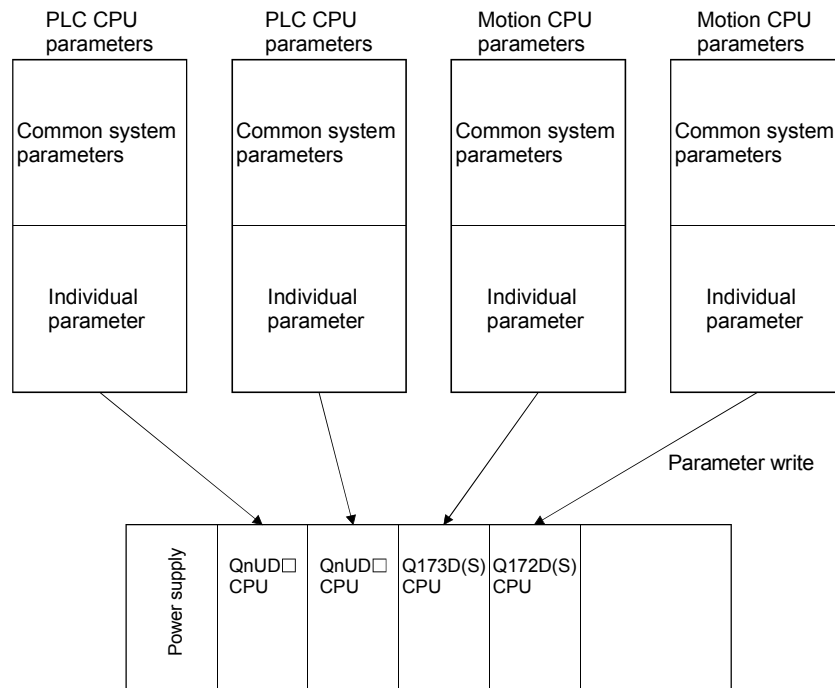 PLC CPU
parameters
PLC CPU
parameters
Motion CPU
parameters
Motion CPU
parameters
Common system
parameters
Common system
parameters
Common system
parameters
Common system
parameters
Individual
parameter
Individual
parameter
Individual
parameter
Individual
parameter
Parameter write
Power supply
QnUD□
CPU
QnUD□
CPU
Q173D(S)
CPU
Q172D(S)
CPU